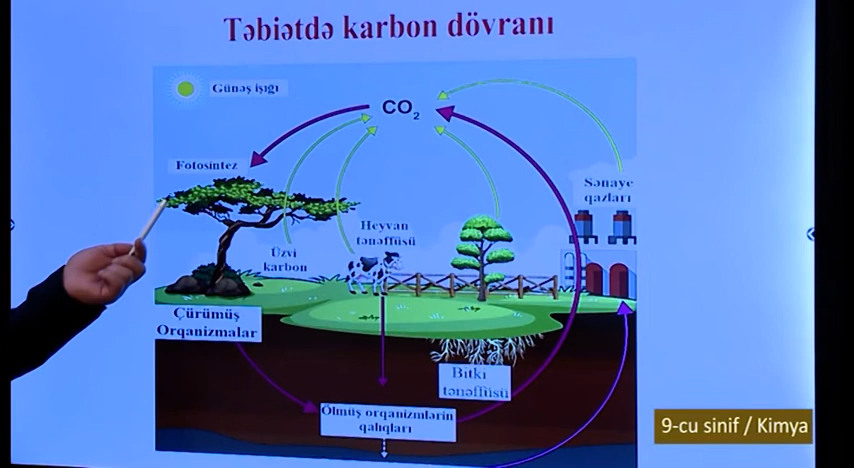 Təbiətdə karbon dövranı
Günəş işığı
CO₂
Fotosintez
Sənaye
qazları
Heyvan
tənəffüsü
Üzvi
karbon
Çürümüş
Orqanizmalar
Bitki
tənəffüsü
Ölmüş orqanizmlərin
qalıqları
9-cu sinif / Kimya